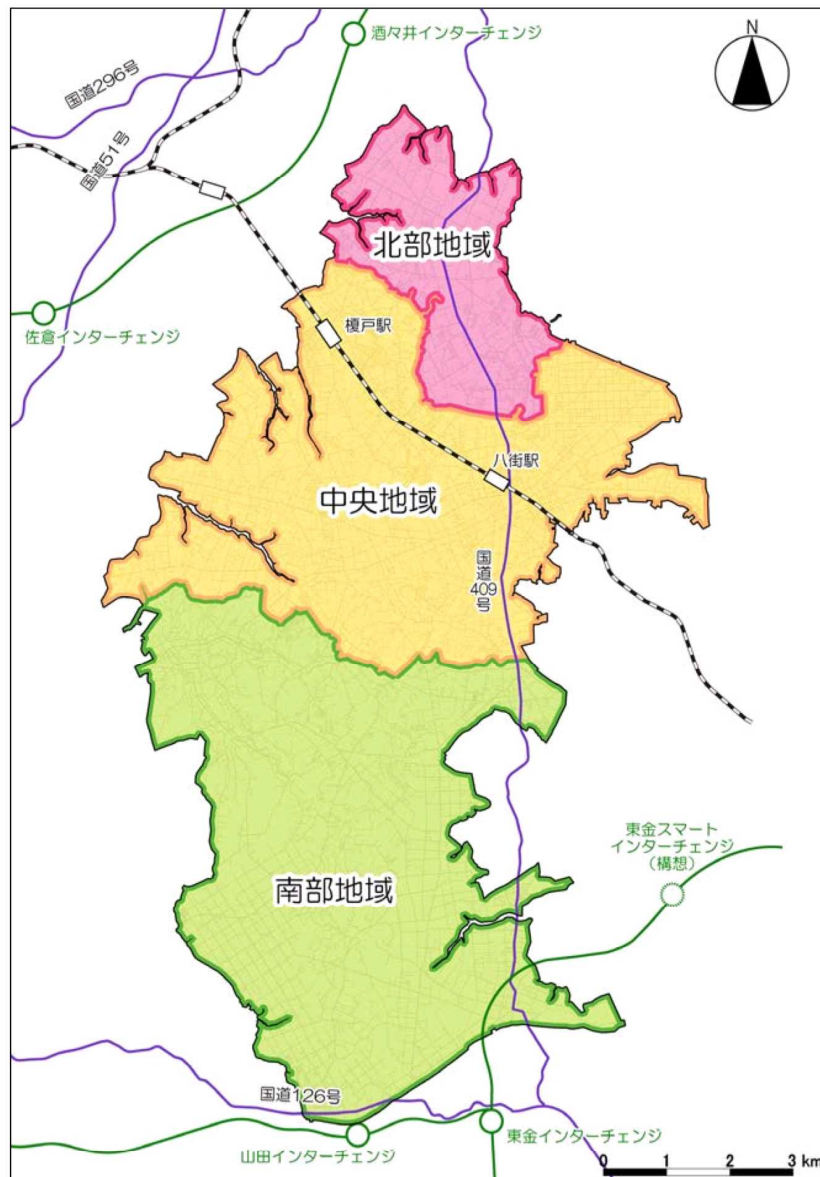 酒々井インターチェンジ
N
国道296号
国道51号
北部地域
佐倉インターチェンジ
榎戸駅
八街駅
中央地域
国道
409
号
東金スマート
インターチェンジ
（構想）
南部地域
国道126号
山田インターチェンジ
東金インターチェンジ
0 1 2 3 km